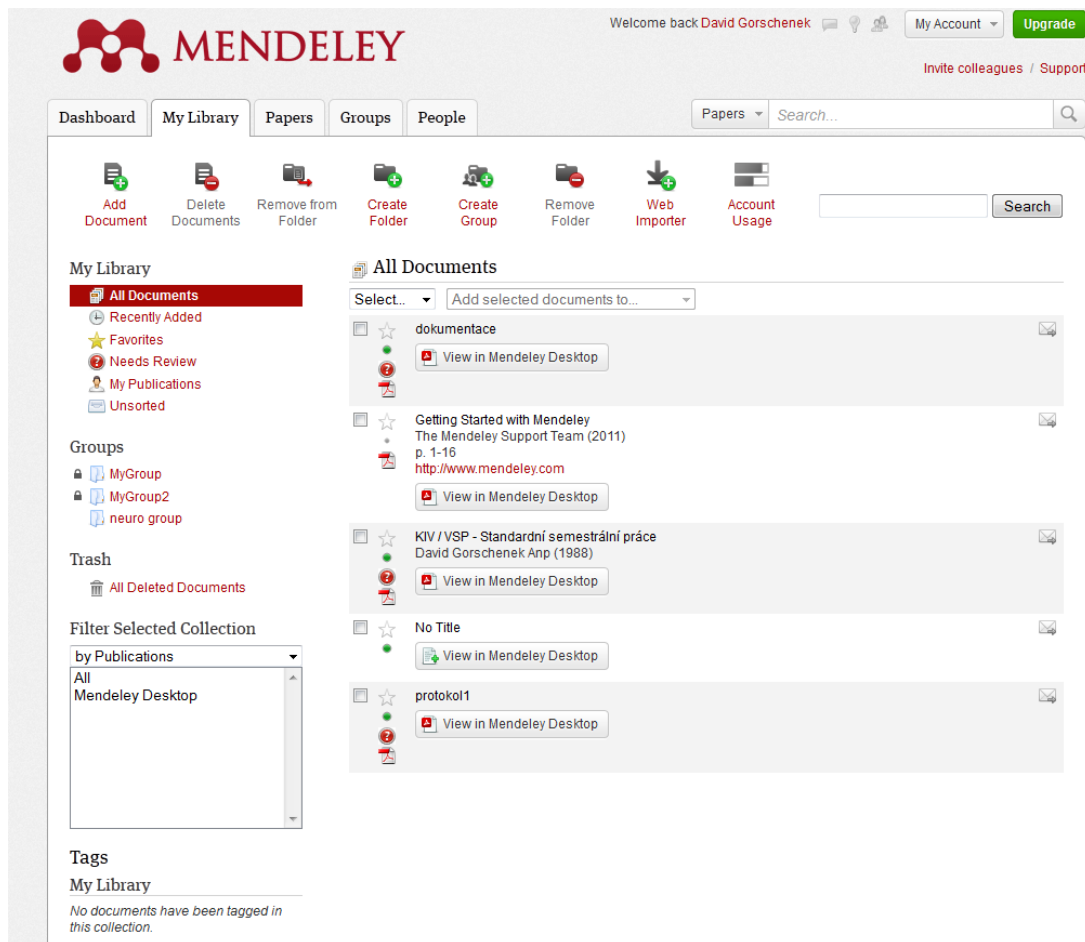 MENDELEY
Welcome back David Gorschenek
My Account
Upgrade
Invite colleagues / Support
Dashboard
My Library
Papers
Groups
People
Papers
Search...
Add Document
Delete Documents
Remove from Folder
Create Folder
Create Group
Remove Folder
Web Importer
Account Usage
Search
My Library
All Documents
Recently Added
Favorites
Needs Review
My Publications
Unsorted
Groups
MyGroup
MyGroup2
neuro group
Trash
All Deleted Documents
Filter Selected Collection
by Publications
All
Mendeley Desktop
Tags
My Library
No documents have been tagged in
this collection.
All Documents
Select...
Add selected documents to...
dokumentace
View in Mendeley Desktop
Getting Started with Mendeley
The Mendeley Support Team (2011)
p. 1-16
http://www.mendeley.com
View in Mendeley Desktop
KIV / VSP - Standardní semestrální práce
David Gorschenek Anp (1988)
View in Mendeley Desktop
No Title
View in Mendeley Desktop
protokol1
View in Mendeley Desktop